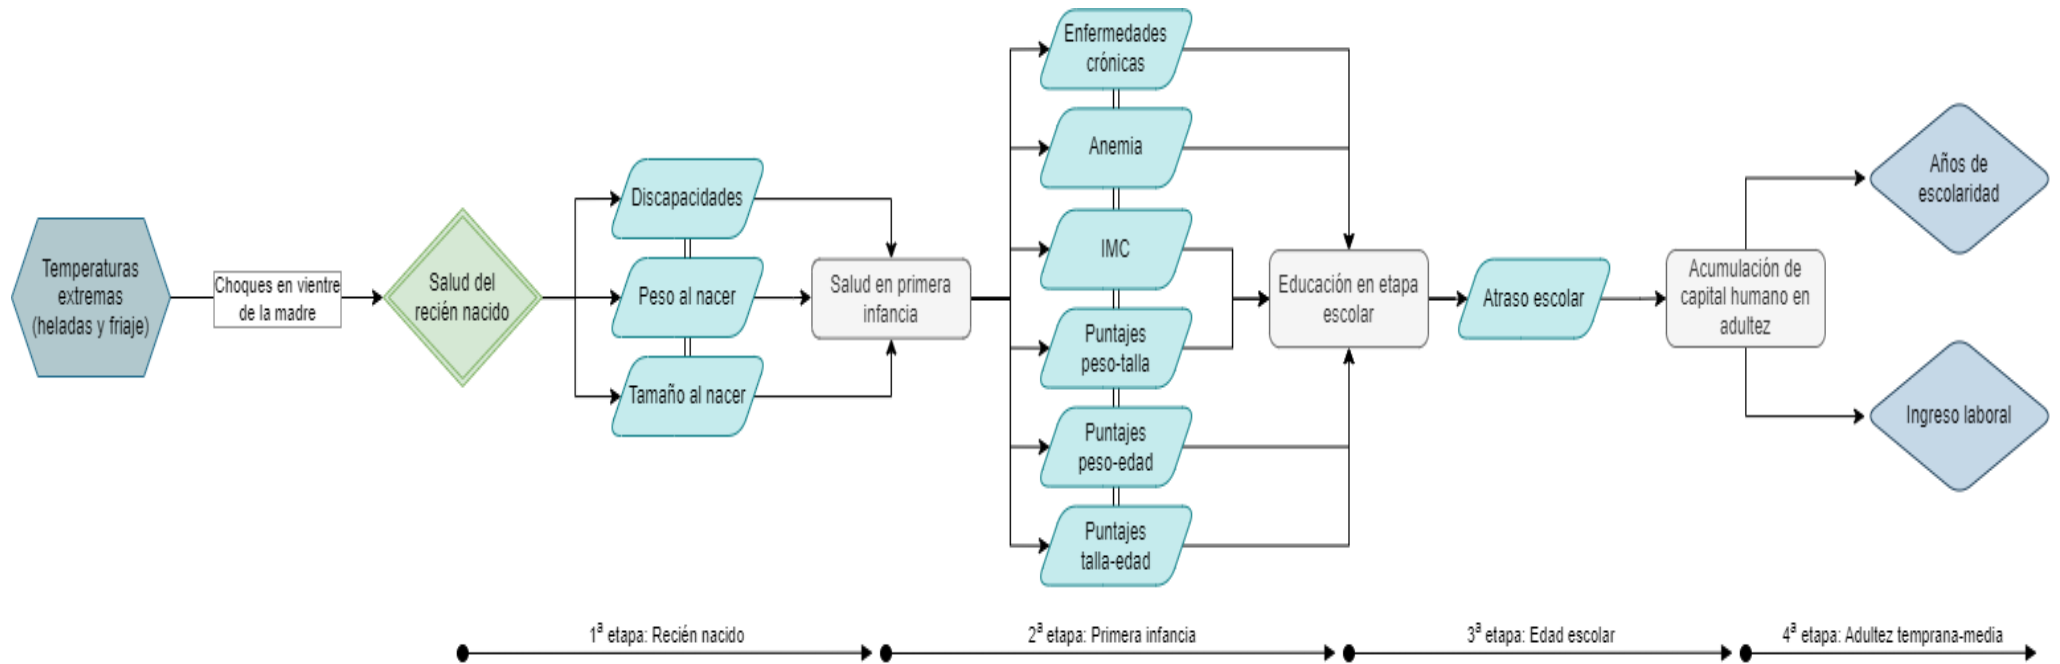 Temperaturas
extremas
(heladas y friaje)
Choques en vientre
de la madre
Salud del
recién nacido
Discapacidades
Peso al nacer
Tamaño al nacer
Salud en primera
infancia
Enfermedades
crónicas
Anemia
IMC
Puntajes
peso-talla
Puntajes
peso-edad
Puntajes
talla-edad
Educación en etapa
escolar
Atraso escolar
Acumulación de
capital humano en
adultez
Años de
escolaridad
Ingreso laboral
1ª etapa: Recién nacido
2ª etapa: Primera infancia
3ª etapa: Edad escolar
4ª etapa: Adultez temprana-media